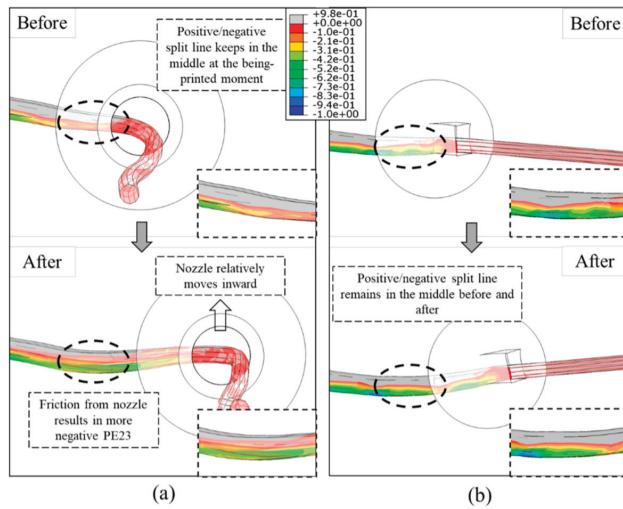 Before
Positive/negative
split line keeps in the
middle at the being-
printed moment
+9.8e-01
+0.0e+00
-1.0e-01
-2.1e-01
-3.1e-01
-4.2e-01
-5.2e-01
-6.3e-01
-7.3e-01
-8.3e-01
-9.4e-01
-1.0e+00
Before
After
Nozzle relatively
moves inward
Friction from nozzle
results in more
negative PE23
After
Positive/negative split line
remains in the middle before and
after
(a)
(b)